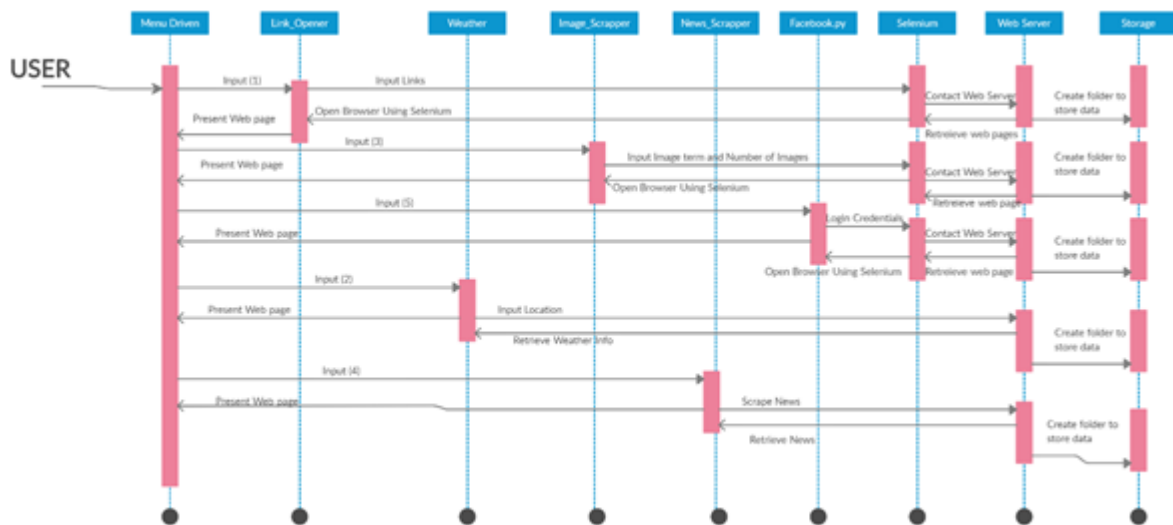 Menu Driven
Link_Opener
Weather
Image_Scrapper
News_Scrapper
Facebook.py
Selenium
Web Server
Storage
USER
Input (1)
Input Links
Contact Web Server
Create folder to
store data
Open Browser Using Selenium
Present Web page
Retreieve web pages
Input (3)
Input Image term and Number of Images
Present Web page
Contact Web Server
Create folder to
store data
Open Browser Using Selenium
Retreieve web page
Input (5)
Login Credentials
Present Web page
Contact Web Server
Create folder to
store data
Open Browser Using Selenium
Retreieve web page
Input (2)
Present Web page
Input Location
Create folder to
store data
Retrieve Weather Info
Input (4)
Present Web page
Scrape News
Create folder to
store data
Retrieve News